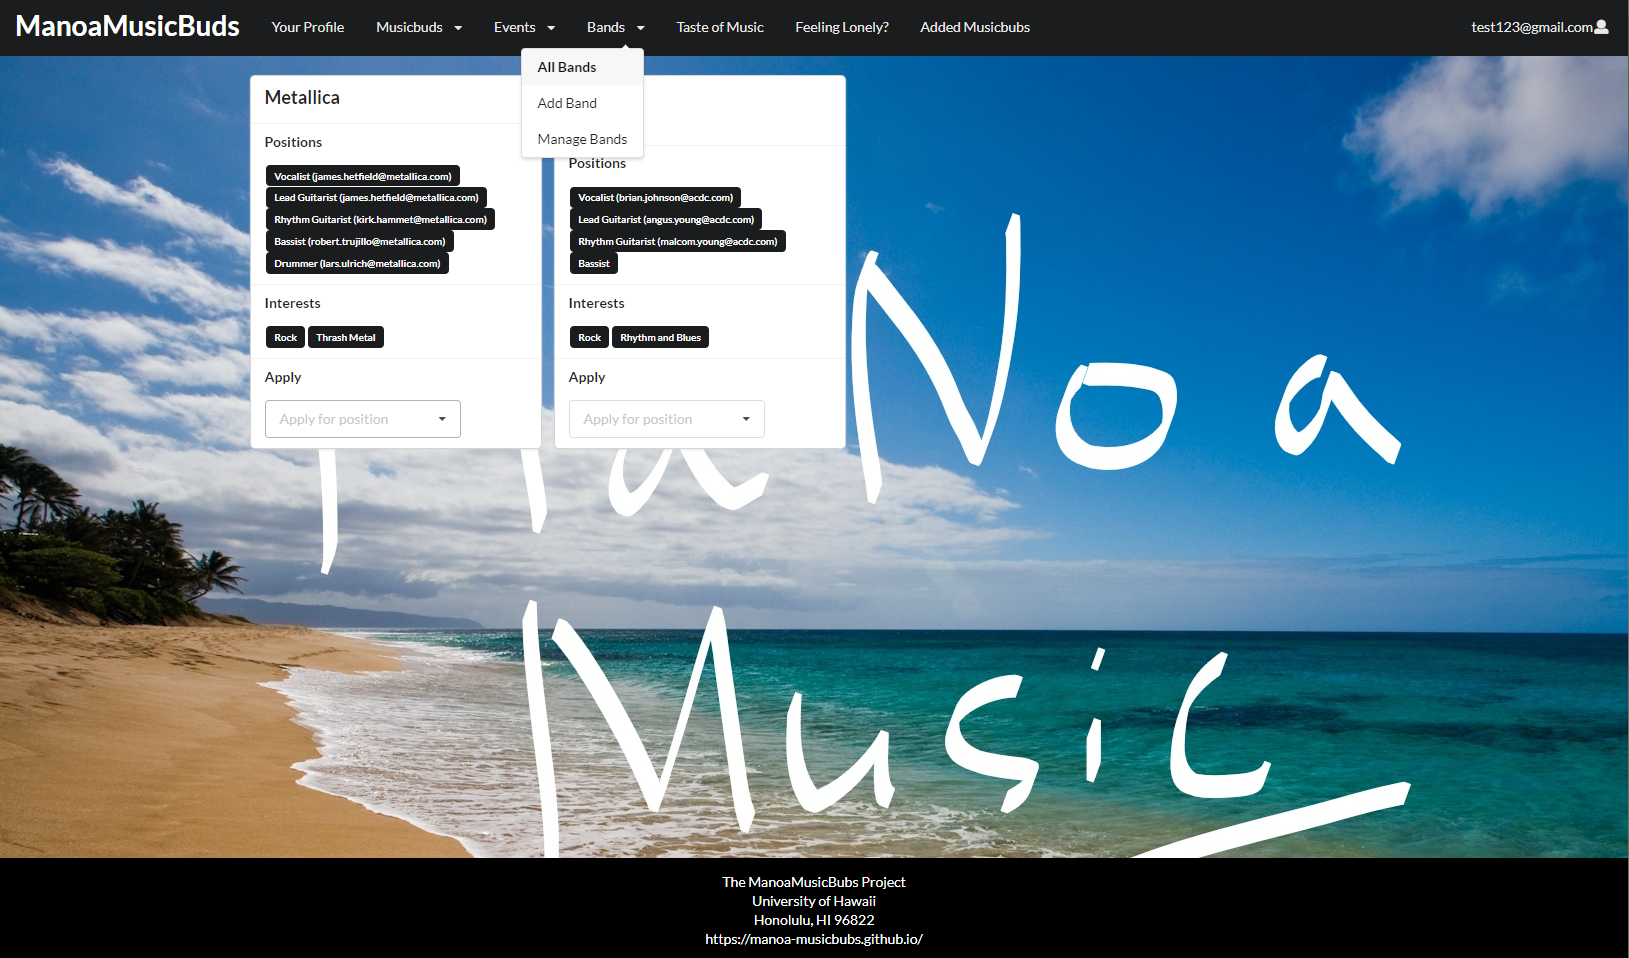 ManoaMusicBuds Your Profile Musicbuds Events Bands Taste of Music Feeling Lonely? Added Musicbubs test123@gmail.com
All Bands
Add Band
Manage Bands
Metallica
Positions
Vocalist (james.hetfield@metallica.com)
Lead Guitarist (james.hetfield@metallica.com)
Rhythm Guitarist (kirk.hammet@metallica.com)
Bassist (robert.trujillo@metallica.com)
Drummer (lars.ulrich@metallica.com)
Interests
Rock Thrash Metal
Apply
Apply for position
Positions
Vocalist (brian.johnson@acdc.com)
Lead Guitarist (angus.young@acdc.com)
Rhythm Guitarist (malcom.young@acdc.com)
Bassist
Interests
Rock Rhythm and Blues
Apply
Apply for position
Ma Noa
Music
The ManoaMusicBubs Project
University of Hawaii
Honolulu, HI 96822
https://manoa-musicbubs.github.io/